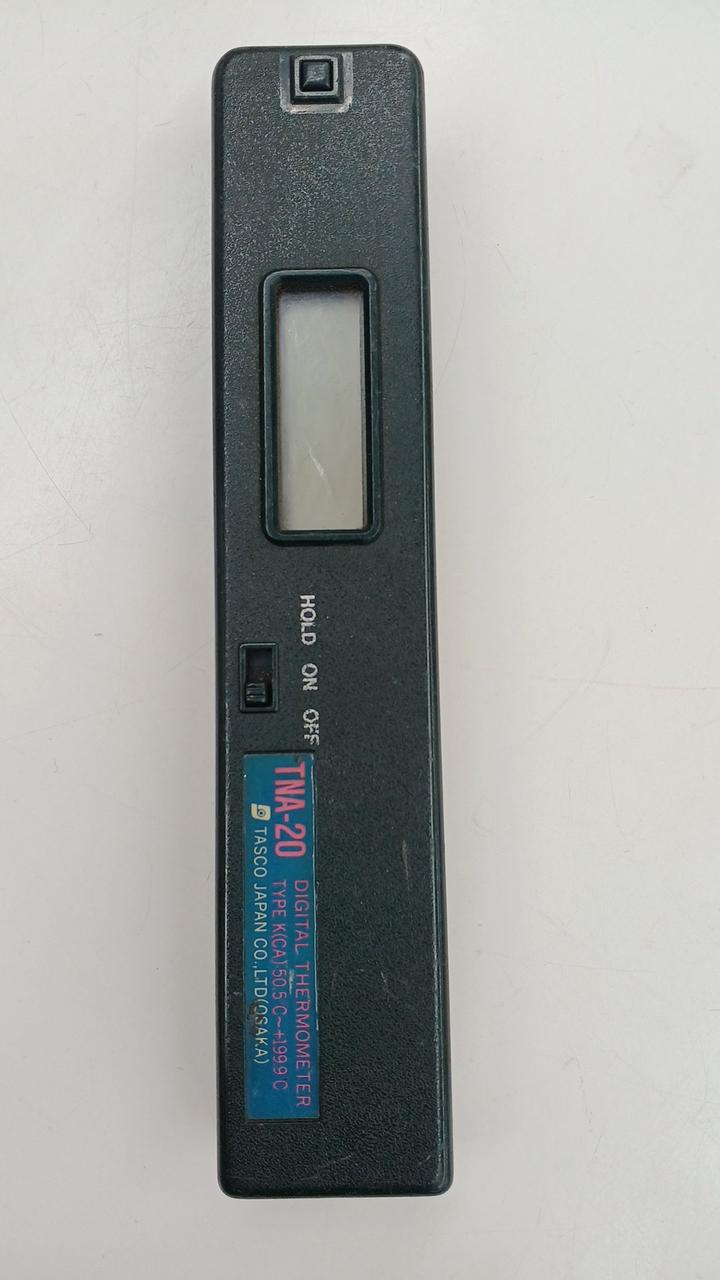 HOLD ON OFF
TNA-20 DIGITAL THERMOMETER
TYPE K(CA)-50.5°C~+199.9°C
TASCO JAPAN CO.,LTD(OSAKA)